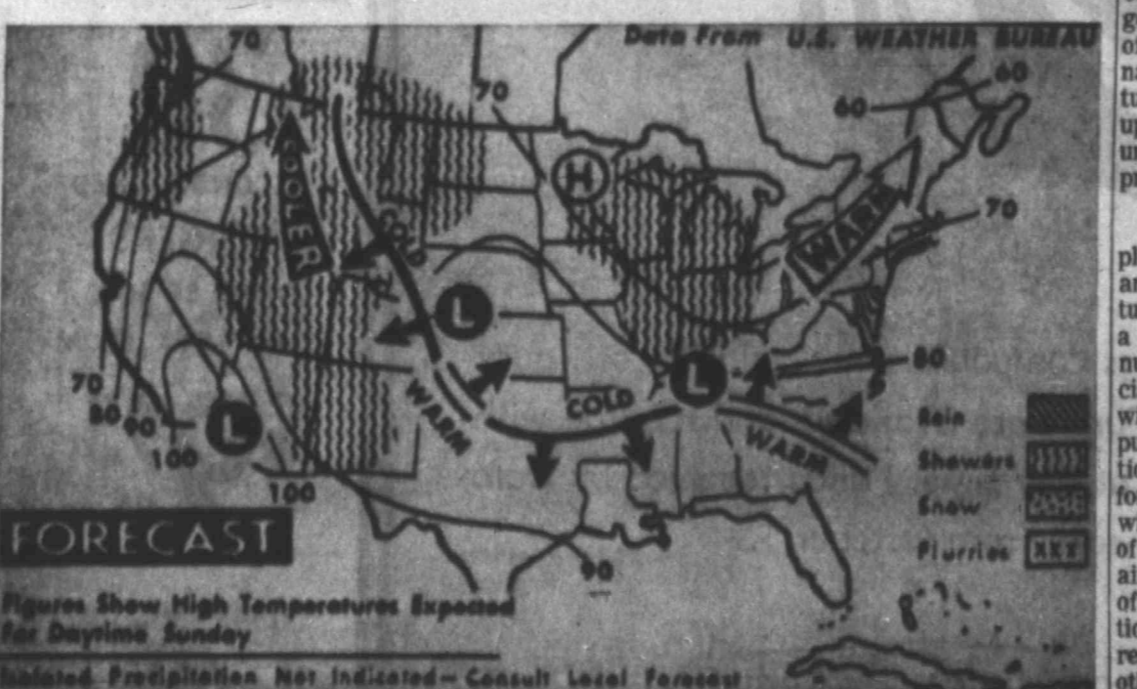 Data From U.S. WEATHER BUREAU
70
70
60
60
H
COOLER
COLD
WARM
70
L
L
80
COLD
WARM
WARM
L
70
80
90
100
100
90
Rain
Showers
Snow
Flurries
FORECAST
Figures Show High Temperatures Expected
For Daytime Sunday
Isolated Precipitation Not Indicated - Consult Local Forecast